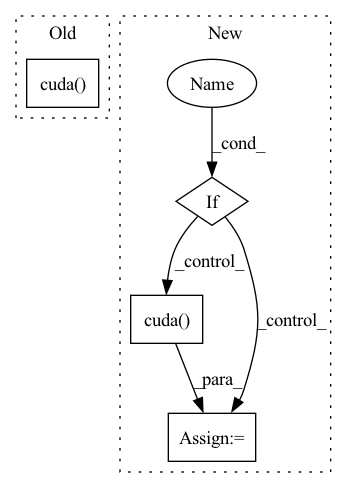 Old
New
cuda()
Name
_cond_
If
_control_
_control_
cuda()
_para_
Assign:=